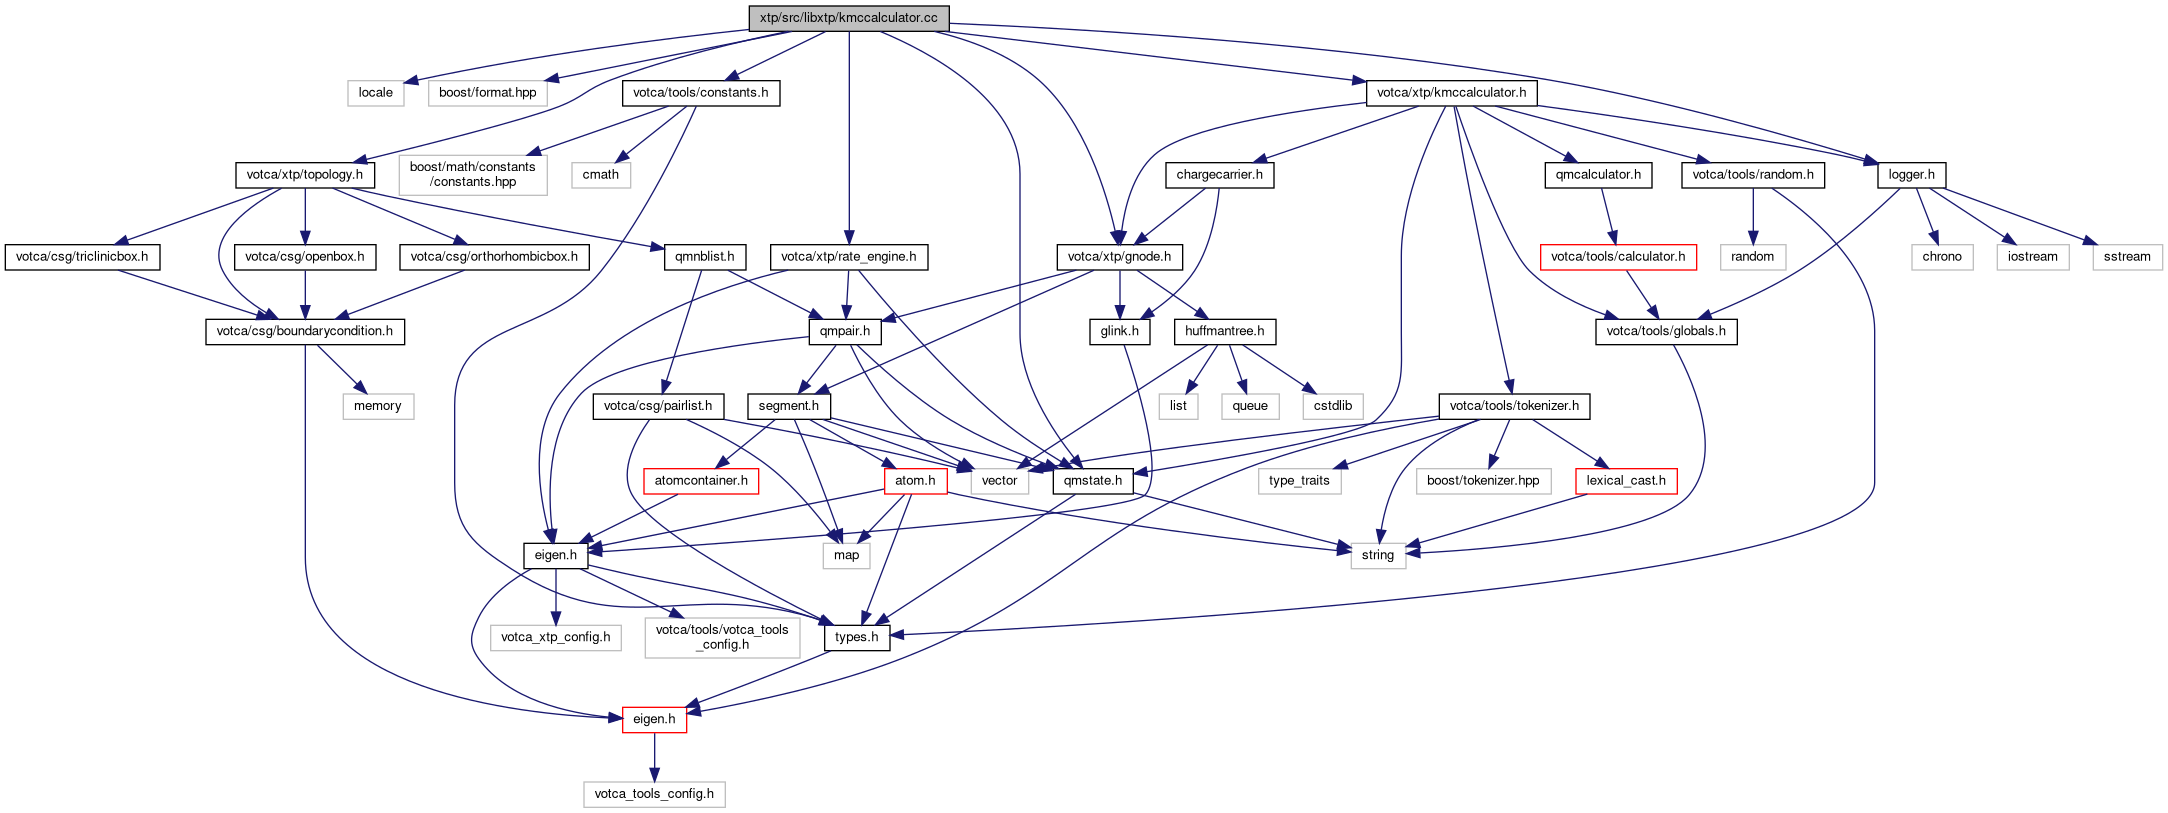 xtp/src/libxtp/kmccalculator.cc
locale
boost/format.hpp
votca/tools/constants.h
votca/xtp/kmccalculator.h
boost/math/constants
/constants.hpp
cmath
votca/xtp/topology.h
chargecarrier.h
qmcalculator.h
votca/tools/random.h
logger.h
votca/csg/triclinicbox.h
votca/csg/openbox.h
votca/csg/orthorhombicbox.h
qmnblist.h
votca/xtp/rate_engine.h
votca/xtp/gnode.h
votca/tools/calculator.h
random
chrono
iostream
sstream
votca/csg/boundarycondition.h
qmpair.h
glink.h
huffmantree.h
votca/tools/globals.h
memory
votca/csg/pairlist.h
segment.h
list
queue
cstdlib
votca/tools/tokenizer.h
atomcontainer.h
atom.h
vector
qmstate.h
type_traits
boost/tokenizer.hpp
lexical_cast.h
eigen.h
map
string
votca_xtp_config.h
votca/tools/votca_tools
_config.h
types.h
eigen.h
votca_tools_config.h